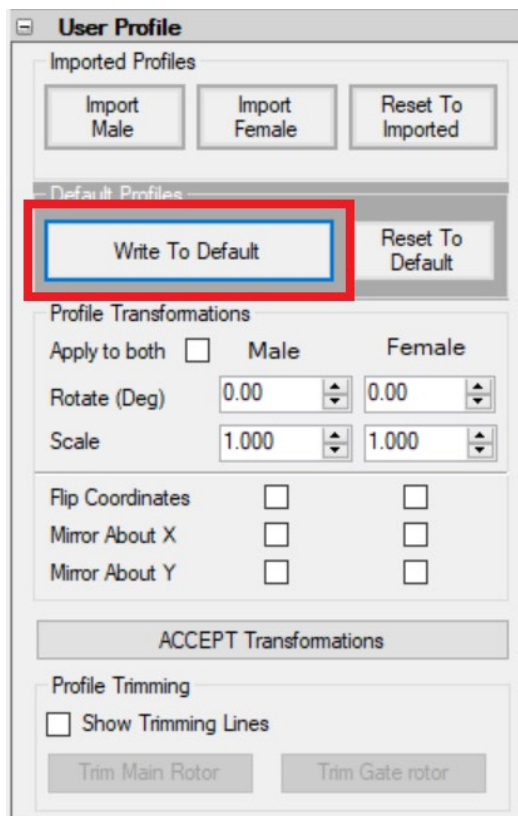 User Profile
Imported Profiles
Import Male
Import Female
Reset To Imported
Default Profiles
Write To Default
Reset To Default
Profile Transformations
Apply to both Male Female
Rotate (Deg) 0.00 0.00
Scale 1.000 1.000
Flip Coordinates
Mirror About X
Mirror About Y
ACCEPT Transformations
Profile Trimming
Show Trimming Lines
Trim Main Rotor Trim Gate rotor